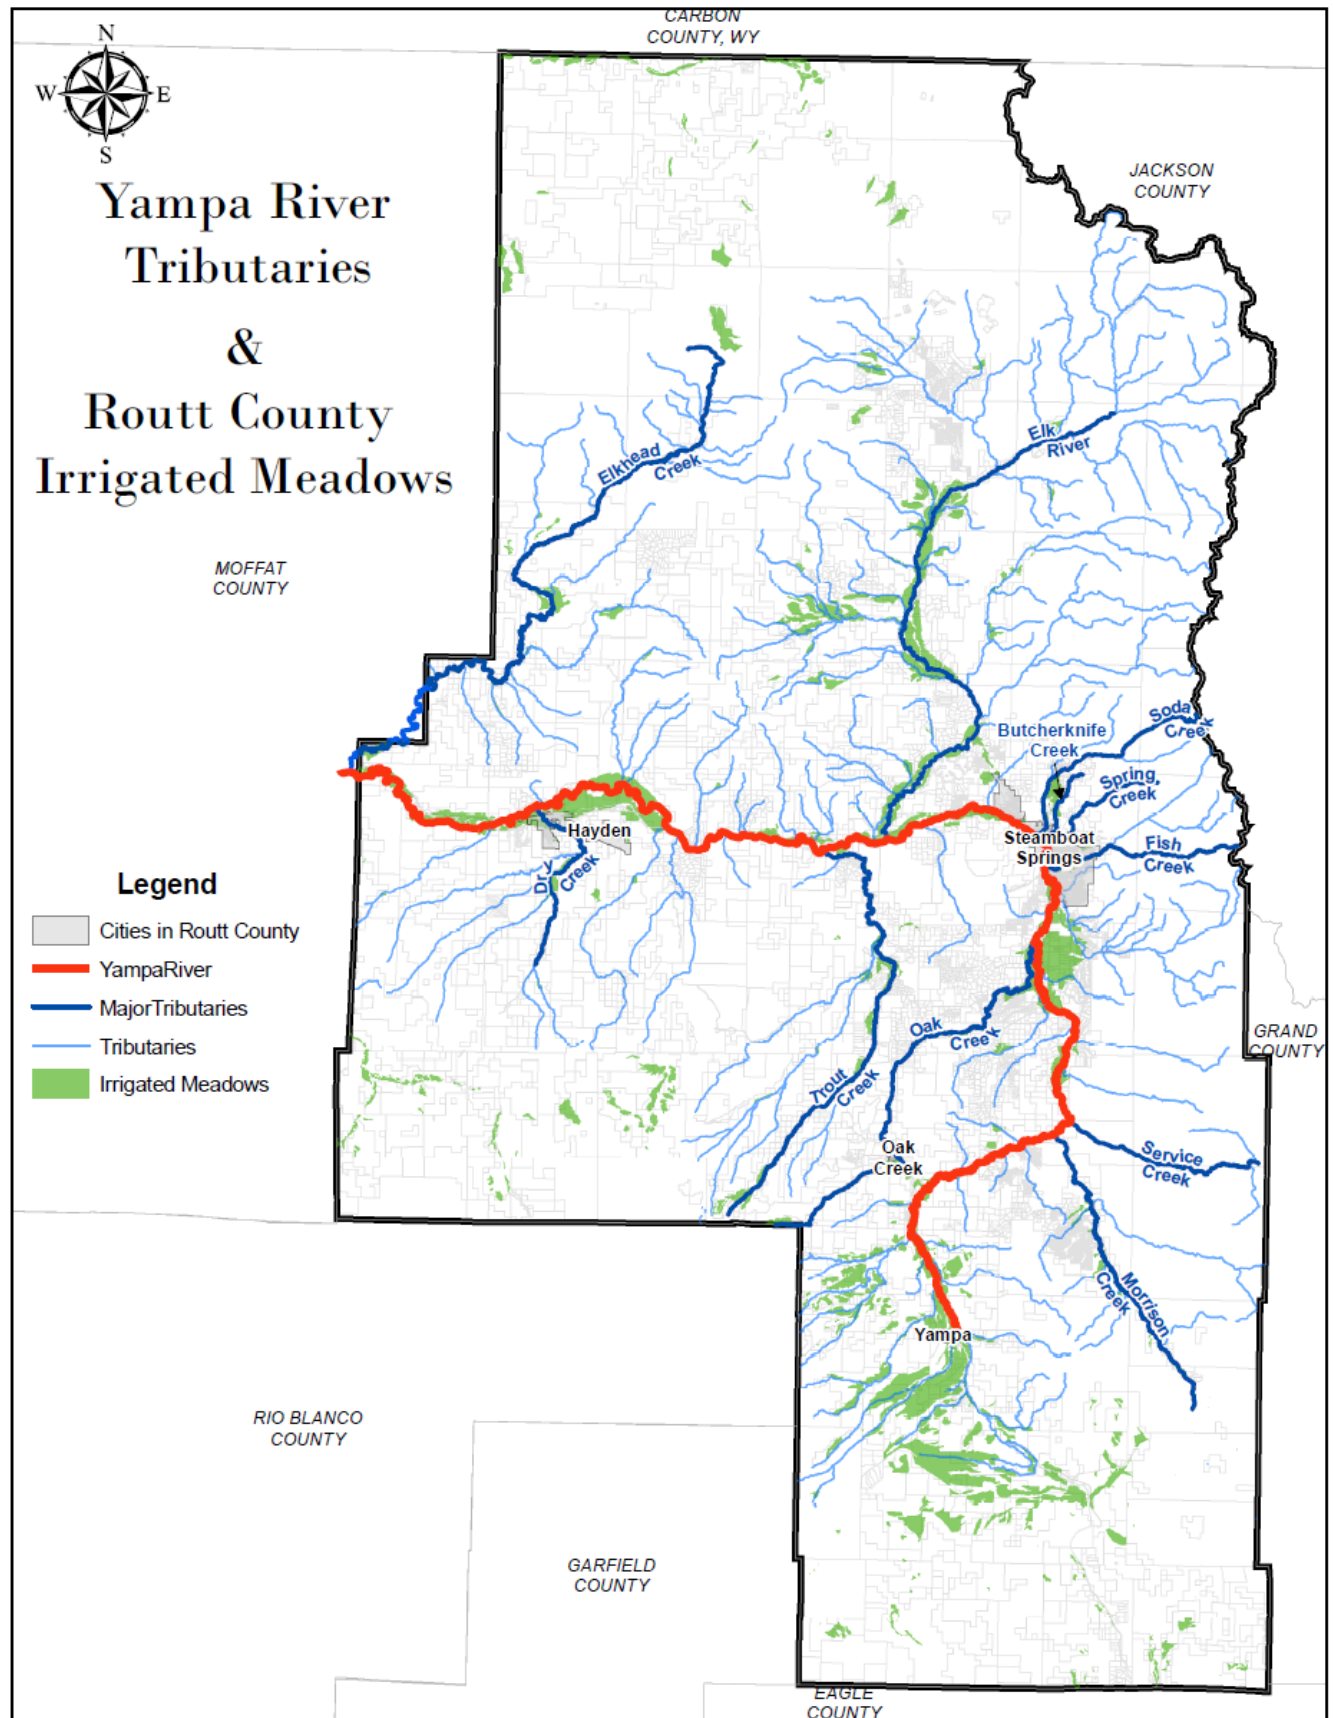 CARBON
COUNTY, WY
N
W
E
S
Yampa River
Tributaries
&
Routt County
Irrigated Meadows
JACKSON
COUNTY
Elk
River
Elkhead
Creek
MOFFAT
COUNTY
Soda
Creek
Butcherknife
Creek
Spring
Creek
Hayden
Steamboat
Springs
Fish
Creek
Dry
Creek
Legend
Cities in Routt County
YampaRiver
MajorTributaries
Tributaries
Irrigated Meadows
Oak
Creek
GRAND
COUNTY
Trout
Creek
Oak
Creek
Service
Creek
Morrison
Creek
Yampa
RIO BLANCO
COUNTY
GARFIELD
COUNTY
EAGLE
COUNTY